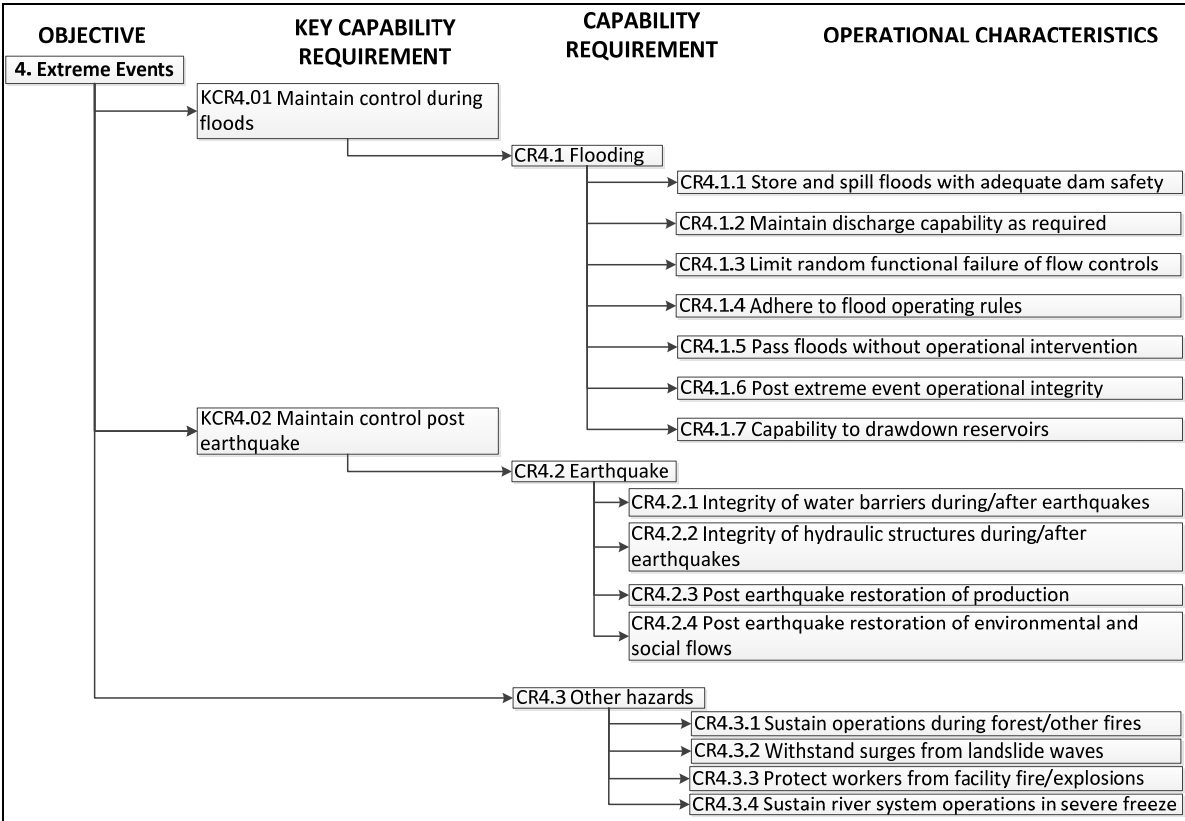 OBJECTIVE
KEY CAPABILITY
REQUIREMENT
CAPABILITY
REQUIREMENT
OPERATIONAL CHARACTERISTICS
4. Extreme Events
KCR4.01 Maintain control during
floods
CR4.1 Flooding
CR4.1.1 Store and spill floods with adequate dam safety
CR4.1.2 Maintain discharge capability as required
CR4.1.3 Limit random functional failure of flow controls
CR4.1.4 Adhere to flood operating rules
CR4.1.5 Pass floods without operational intervention
CR4.1.6 Post extreme event operational integrity
CR4.1.7 Capability to drawdown reservoirs
KCR4.02 Maintain control post
earthquake
CR4.2 Earthquake
CR4.2.1 Integrity of water barriers during/after earthquakes
CR4.2.2 Integrity of hydraulic structures during/after
earthquakes
CR4.2.3 Post earthquake restoration of production
CR4.2.4 Post earthquake restoration of environmental and
social flows
CR4.3 Other hazards
CR4.3.1 Sustain operations during forest/other fires
CR4.3.2 Withstand surges from landslide waves
CR4.3.3 Protect workers from facility fire/explosions
CR4.3.4 Sustain river system operations in severe freeze